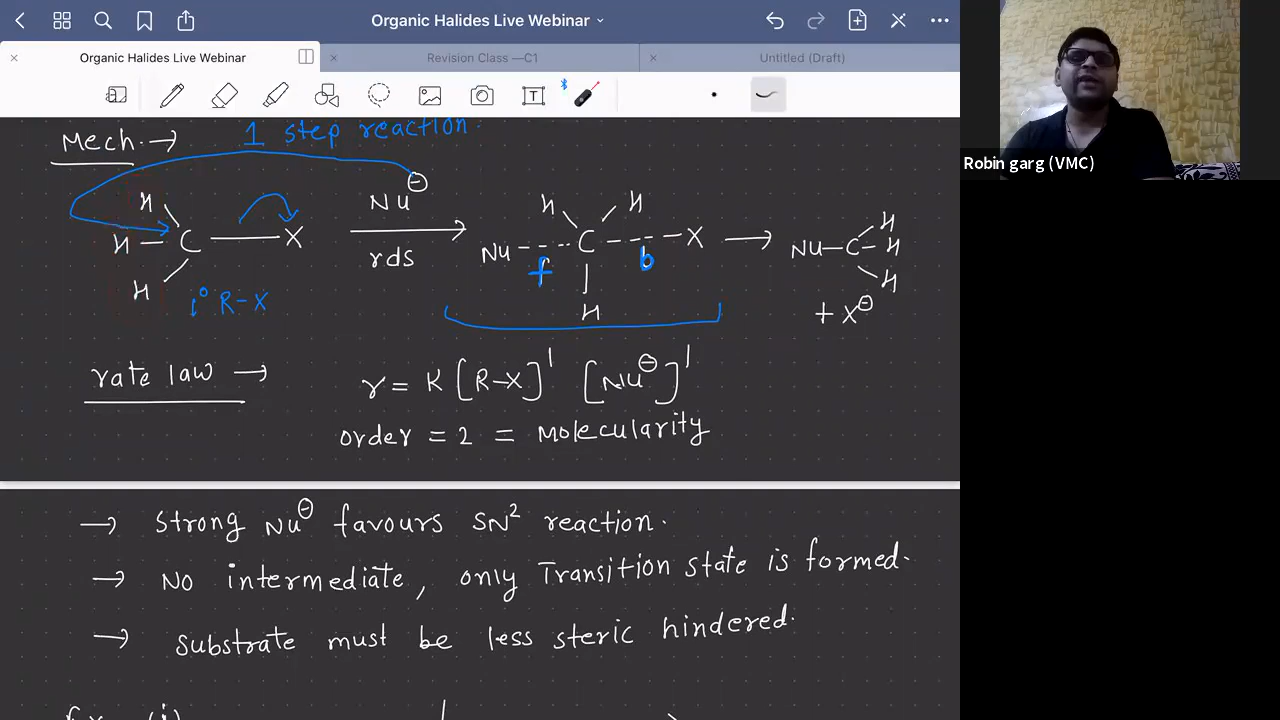 Organic Halides Live Webinar
Organic Halides Live Webinar
Revision Class —C1
Untitled (Draft)
Robin garg (VMC)
Mech. → 1 step reaction.
H
H – C — X
H
1° R–X
Nu⊖
rds
H H
Nu ---- C ---- X
f b
H
Nu–C–H
H
H
+ X⊖
rate law → r = K [R–X]¹ [Nu⊖]¹
order = 2 = Molecularity
→ Strong Nu⊖ favours SN² reaction.
→ No intermediate, only Transition state is formed.
→ Substrate must be less steric hindered.